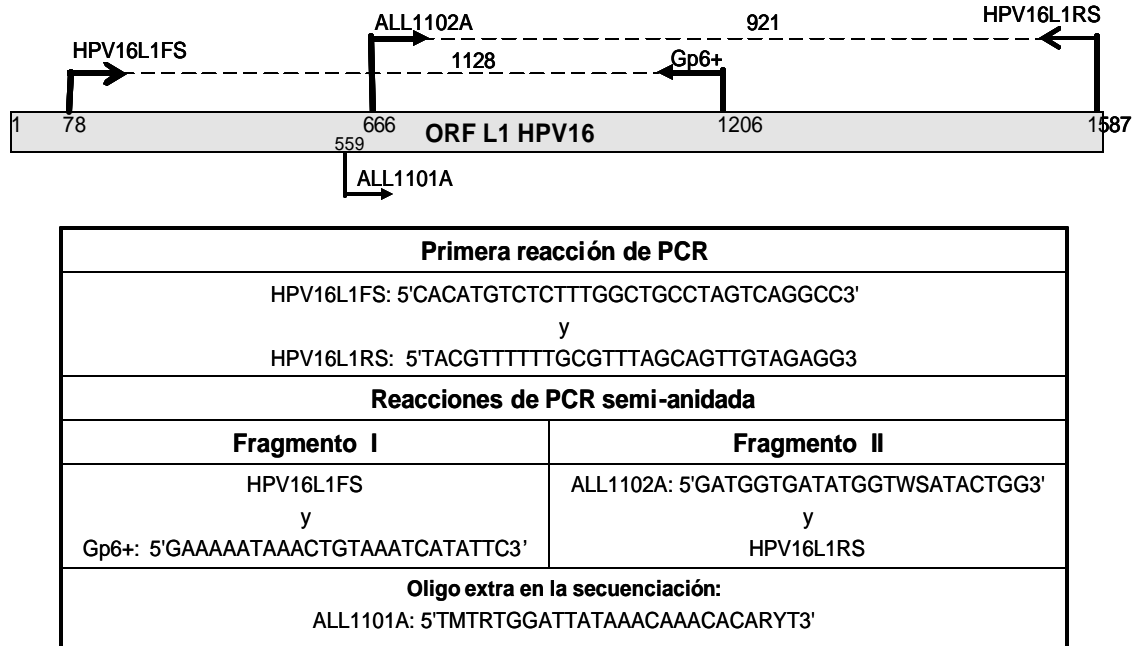 ALL1102A
921
HPV16L1RS
HPV16L1FS
1128
Gp6+
1
78
666
ORF L1 HPV16
1206
1587
559
ALL1101A
Primera reacción de PCR
HPV16L1FS: 5'CACATGTCTCTTTGGCTGCCTAGTCAGGCC3'
y
HPV16L1RS: 5'TACGTTTTTTGCGTTTAGCAGTTGTAGAGG3
Reacciones de PCR semi-anidada
Fragmento I
Fragmento II
HPV16L1FS
y
Gp6+: 5'GAAAAATAAACTGTAAATCATATTC3’
ALL1102A: 5'GATGGTGATATGGTWSATACTGG3'
y
HPV16L1RS
Oligo extra en la secuenciación:
ALL1101A: 5'TMTRTGGATTATAAACAAACACARYT3'